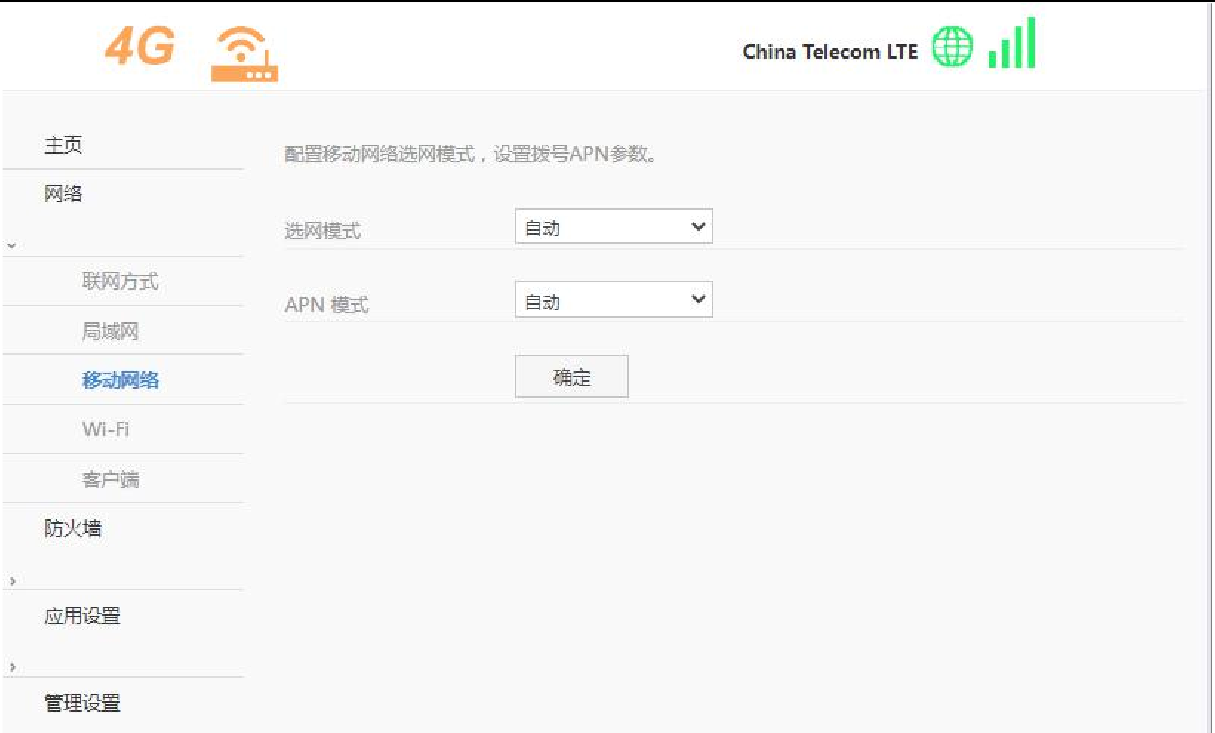 4G
China Telecom LTE
主页
网络
联网方式
局域网
移动网络
Wi-Fi
客户端
防火墙
应用设置
管理设置
配置移动网络选网模式，设置拨号APN参数。
选网模式 自动
APN 模式 自动
确定